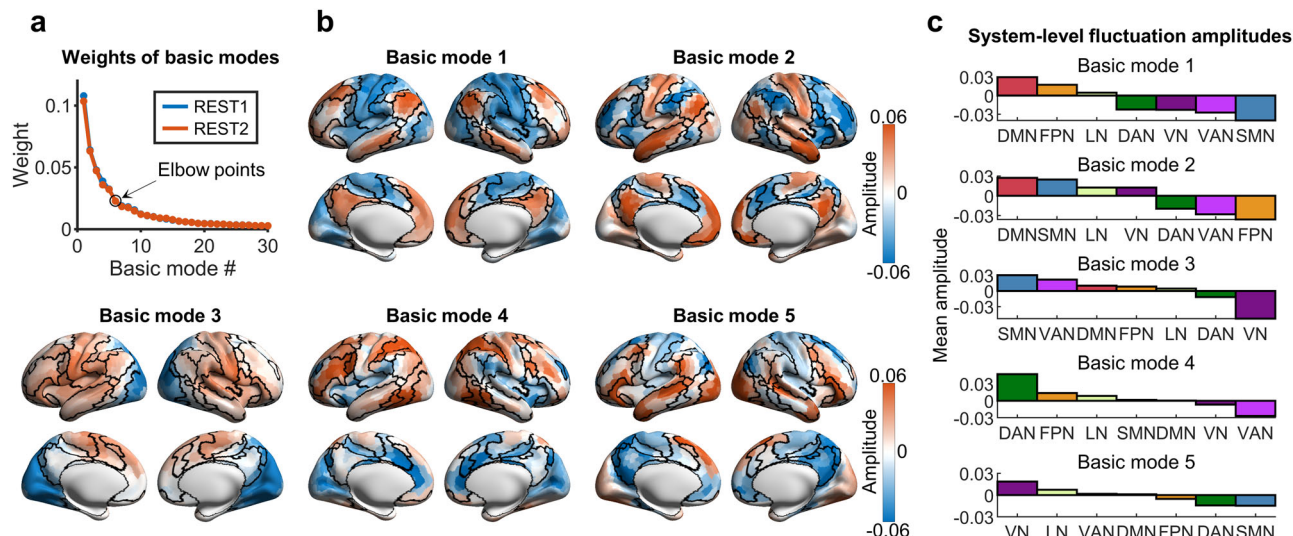 a
Weights of basic modes
0.1
0.05
0
Weight
REST1
REST2
Elbow points
0 10 20 30
Basic mode #
b
Basic mode 1
Basic mode 2
0.06
0
-0.06
Amplitude
Basic mode 3
Basic mode 4
Basic mode 5
0.06
0
-0.06
Amplitude
c
System-level fluctuation amplitudes
Mean amplitude
Basic mode 1
0.03
0
-0.03
DMN FPN LN DAN VN VAN SMN
Basic mode 2
0.03
0
-0.03
DMN SMN LN VN DAN VAN FPN
Basic mode 3
0.03
0
-0.03
SMN VAN DMN FPN LN DAN VN
Basic mode 4
0.03
0
-0.03
DAN FPN LN SMN DMN VN VAN
Basic mode 5
0.03
0
-0.03
VN LN VAN DMN FPN DAN SMN